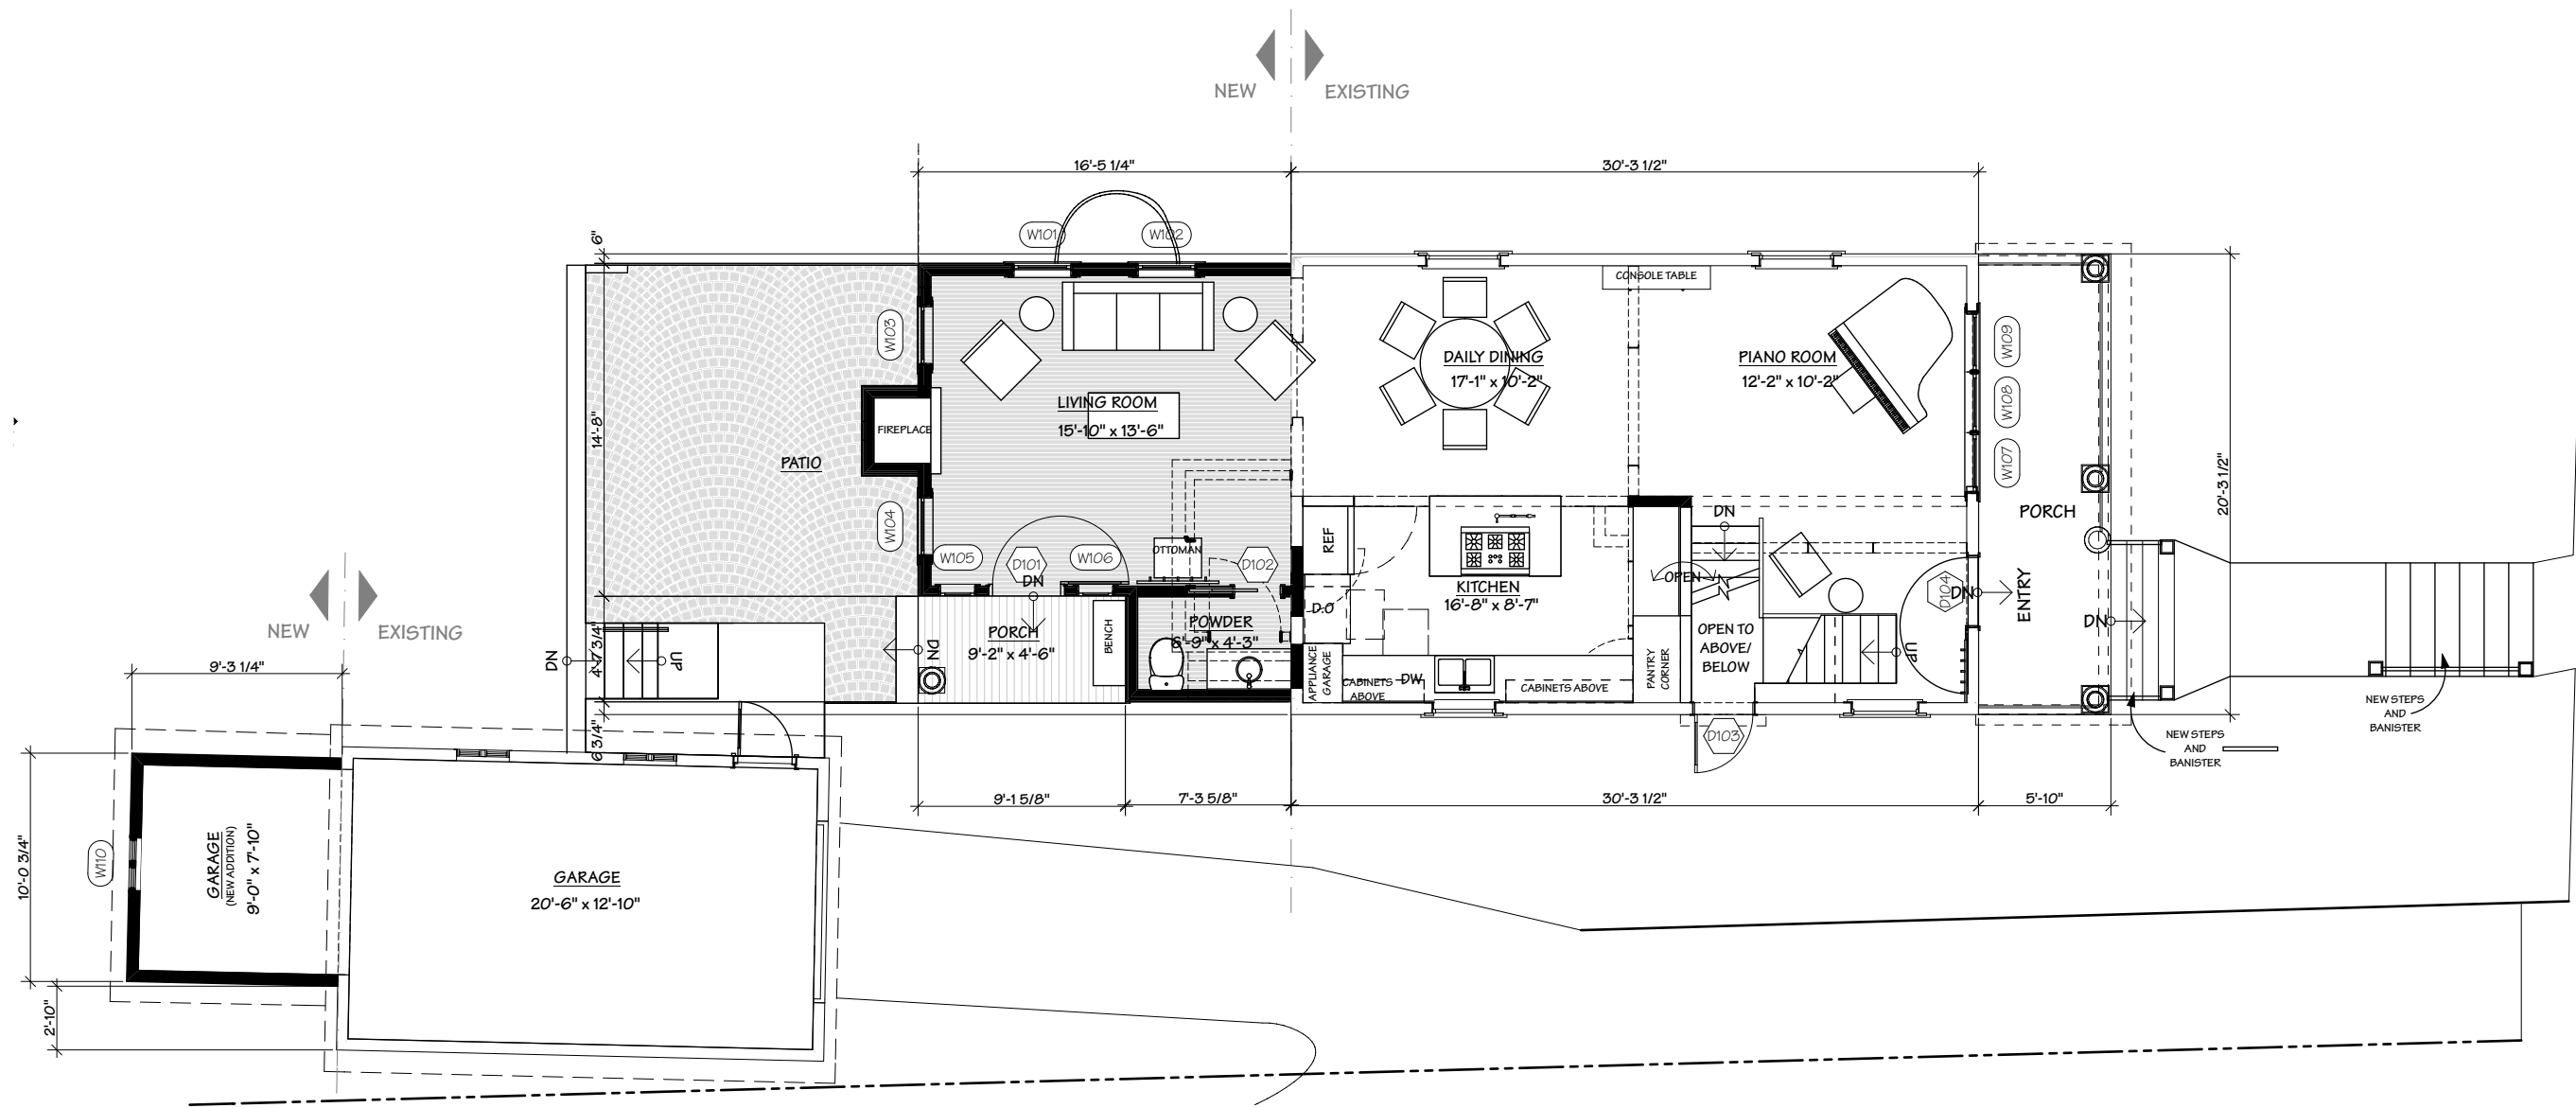 NEW
EXISTING
16'-5 1/4"
30'-3 1/2"
W101
W102
6"
CONSOLE TABLE
W103
W109
DAILY DINING
17'-1" x 10'-2"
PIANO ROOM
12'-2" x 10'-2"
LIVING ROOM
15'-10" x 13'-6"
W108
FIREPLACE
14'-8"
PATIO
W107
20'-3 1/2"
W104
DN
PORCH
REF
W105
D101
DN
W106
OTTOMAN
D102
OPEN
KITCHEN
16'-8" x 8'-7"
D.O
D104
DN
ENTRY
NEW
EXISTING
4'-7 3/4"
DN
UP
DN
PORCH
9'-2" x 4'-6"
BENCH
POWDER
6'-9" x 4'-3"
OPEN TO
ABOVE/
BELOW
UP
DN
9'-3 1/4"
APPLIANCE
GARAGE
CABINETS
ABOVE
DW
CABINETS ABOVE
PANTRY
CORNER
NEW STEPS
AND
BANISTER
NEW STEPS
AND
BANISTER
6 3/4"
D103
9'-1 5/8"
7'-3 5/8"
30'-3 1/2"
5'-10"
10'-0 3/4"
W110
GARAGE
(NEW ADDITION)
9'-0" x 7'-10"
GARAGE
20'-6" x 12'-10"
2'-10"